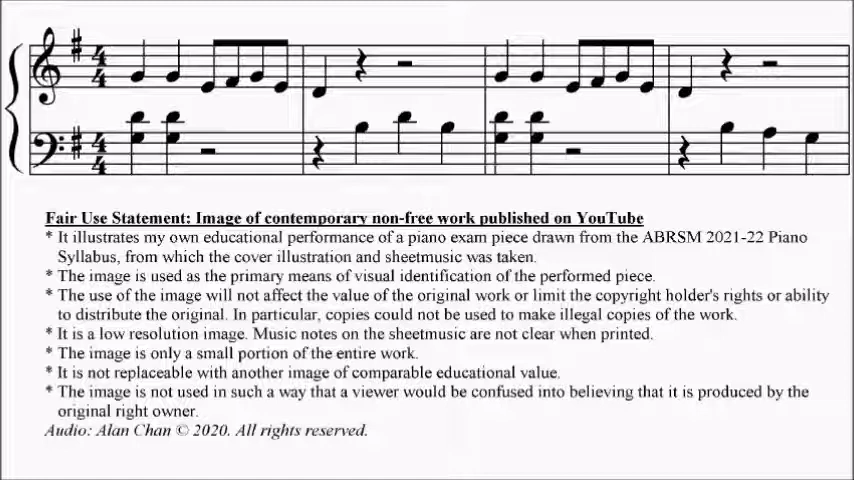 4 4
4 4
Fair Use Statement: Image of contemporary non-free work published on YouTube
* It illustrates my own educational performance of a piano exam piece drawn from the ABRSM 2021-22 Piano
Syllabus, from which the cover illustration and sheetmusic was taken.
* The image is used as the primary means of visual identification of the performed piece.
* The use of the image will not affect the value of the original work or limit the copyright holder's rights or ability
to distribute the original. In particular, copies could not be used to make illegal copies of the work.
* It is a low resolution image. Music notes on the sheetmusic are not clear when printed.
* The image is only a small portion of the entire work.
* It is not replaceable with another image of comparable educational value.
* The image is not used in such a way that a viewer would be confused into believing that it is produced by the
original right owner.
Audio: Alan Chan © 2020. All rights reserved.